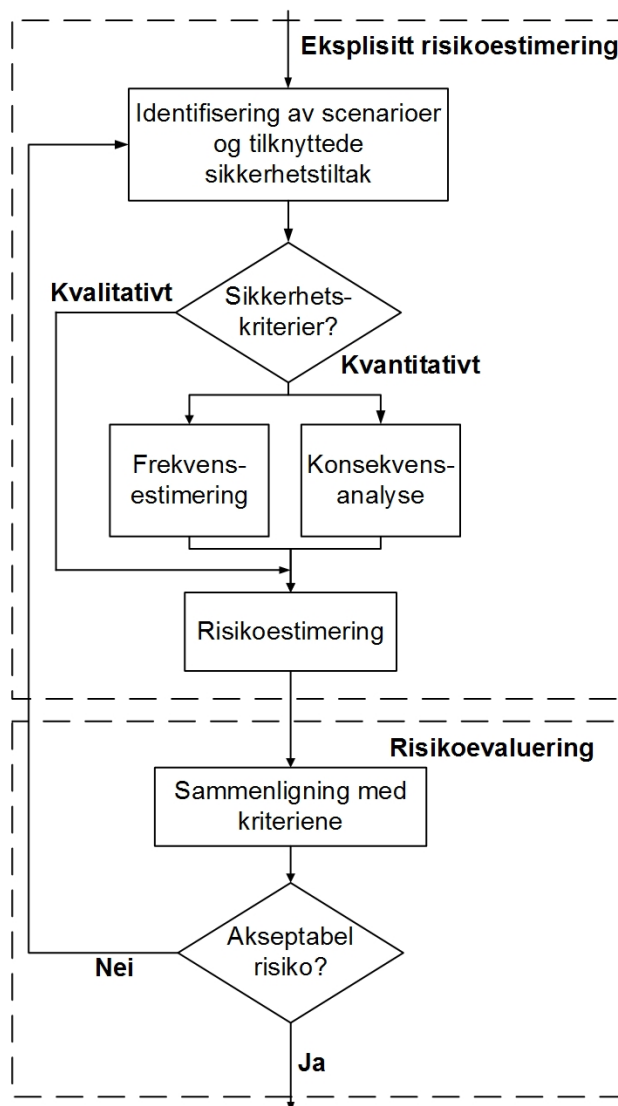 Eksplisitt risikoestimering
Identifisering av scenarioer
og tilknyttede
sikkerhetstiltak
Kvalitativt
Sikkerhets-
kriterier?
Kvantitativt
Frekvens-
estimering
Konsekvens-
analyse
Risikoestimering
Risikoevaluering
Sammenligning med
kriteriene
Akseptabel
risiko?
Nei
Ja